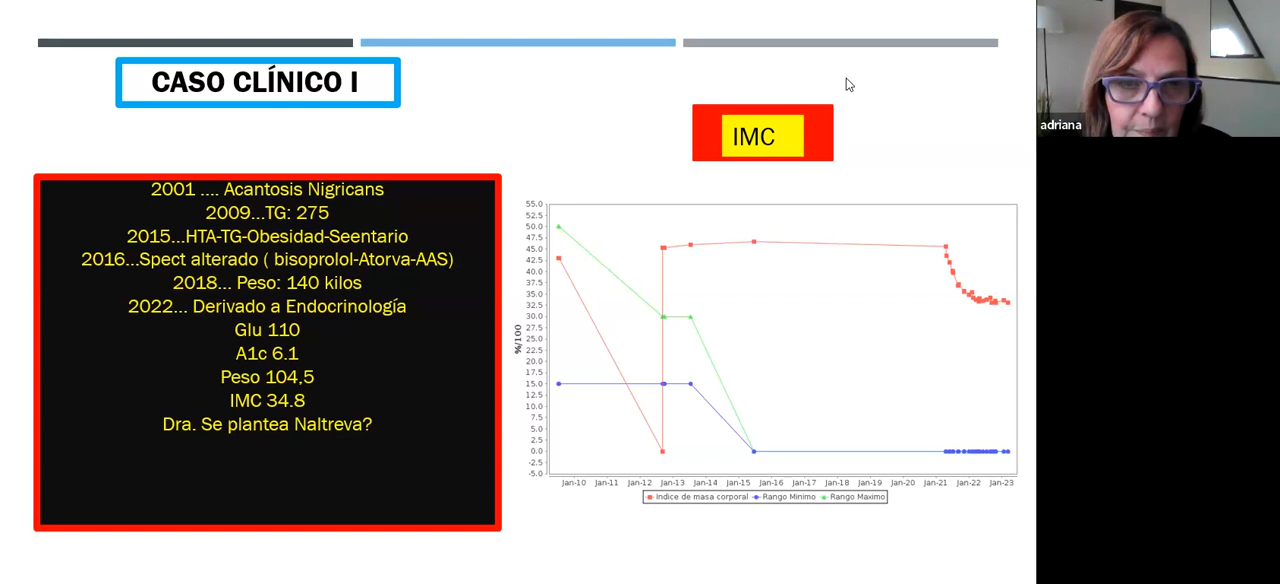 CASO CLÍNICO I
adriana
IMC
2001 .... Acantosis Nigricans
2009...TG: 275
2015...HTA-TG-Obesidad-Seentario
2016...Spect alterado ( bisoprolol-Atorva-AAS)
2018... Peso: 140 kilos
2022... Derivado a Endocrinología
Glu 110
A1c 6.1
Peso 104,5
IMC 34.8
Dra. Se plantea Naltreva?
%/100
55.0
52.5
50.0
47.5
45.0
42.5
40.0
37.5
35.0
32.5
30.0
27.5
25.0
22.5
20.0
17.5
15.0
12.5
10.0
7.5
5.0
2.5
0.0
-2.5
-5.0
Jan-10 Jan-11 Jan-12 Jan-13 Jan-14 Jan-15 Jan-16 Jan-17 Jan-18 Jan-19 Jan-20 Jan-21 Jan-22 Jan-23
Indice de masa corporal Rango Minimo Rango Maximo